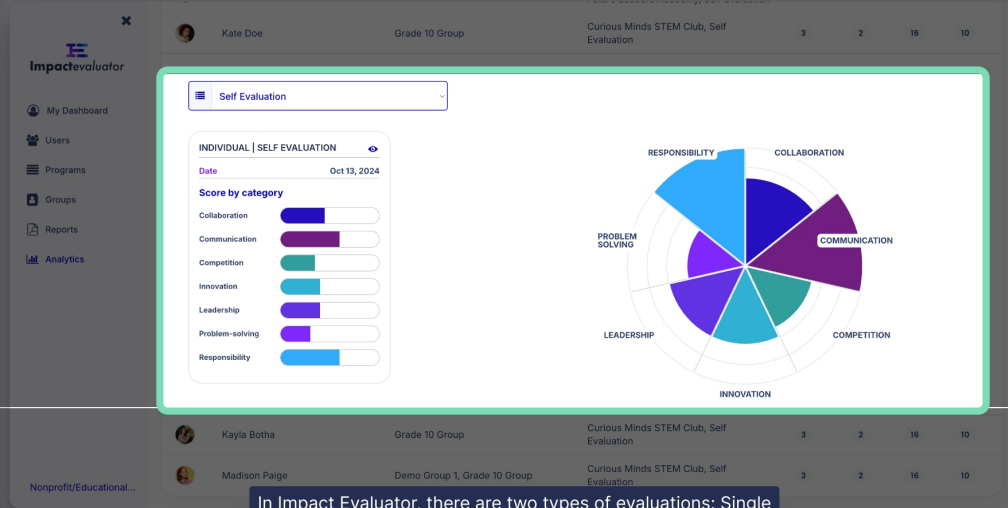 Kate Doe
Grade 10 Group
Curious Minds STEM Club, Self
Evaluation
3
2
16
10
Impactevaluator
My Dashboard
Users
Programs
Groups
Reports
Analytics
Nonprofit/Educational...
Self Evaluation
INDIVIDUAL | SELF EVALUATION
Date
Oct 13, 2024
Score by category
Collaboration
Communication
Competition
Innovation
Leadership
Problem-solving
Responsibility
RESPONSIBILITY
COLLABORATION
PROBLEM
SOLVING
COMMUNICATION
LEADERSHIP
COMPETITION
INNOVATION
Kayla Botha
Grade 10 Group
Curious Minds STEM Club, Self
Evaluation
3
2
16
10
Madison Paige
Demo Group 1, Grade 10 Group
Curious Minds STEM Club, Self
Evaluation
3
2
16
10
In Impact Evaluator, there are two types of evaluations: Single